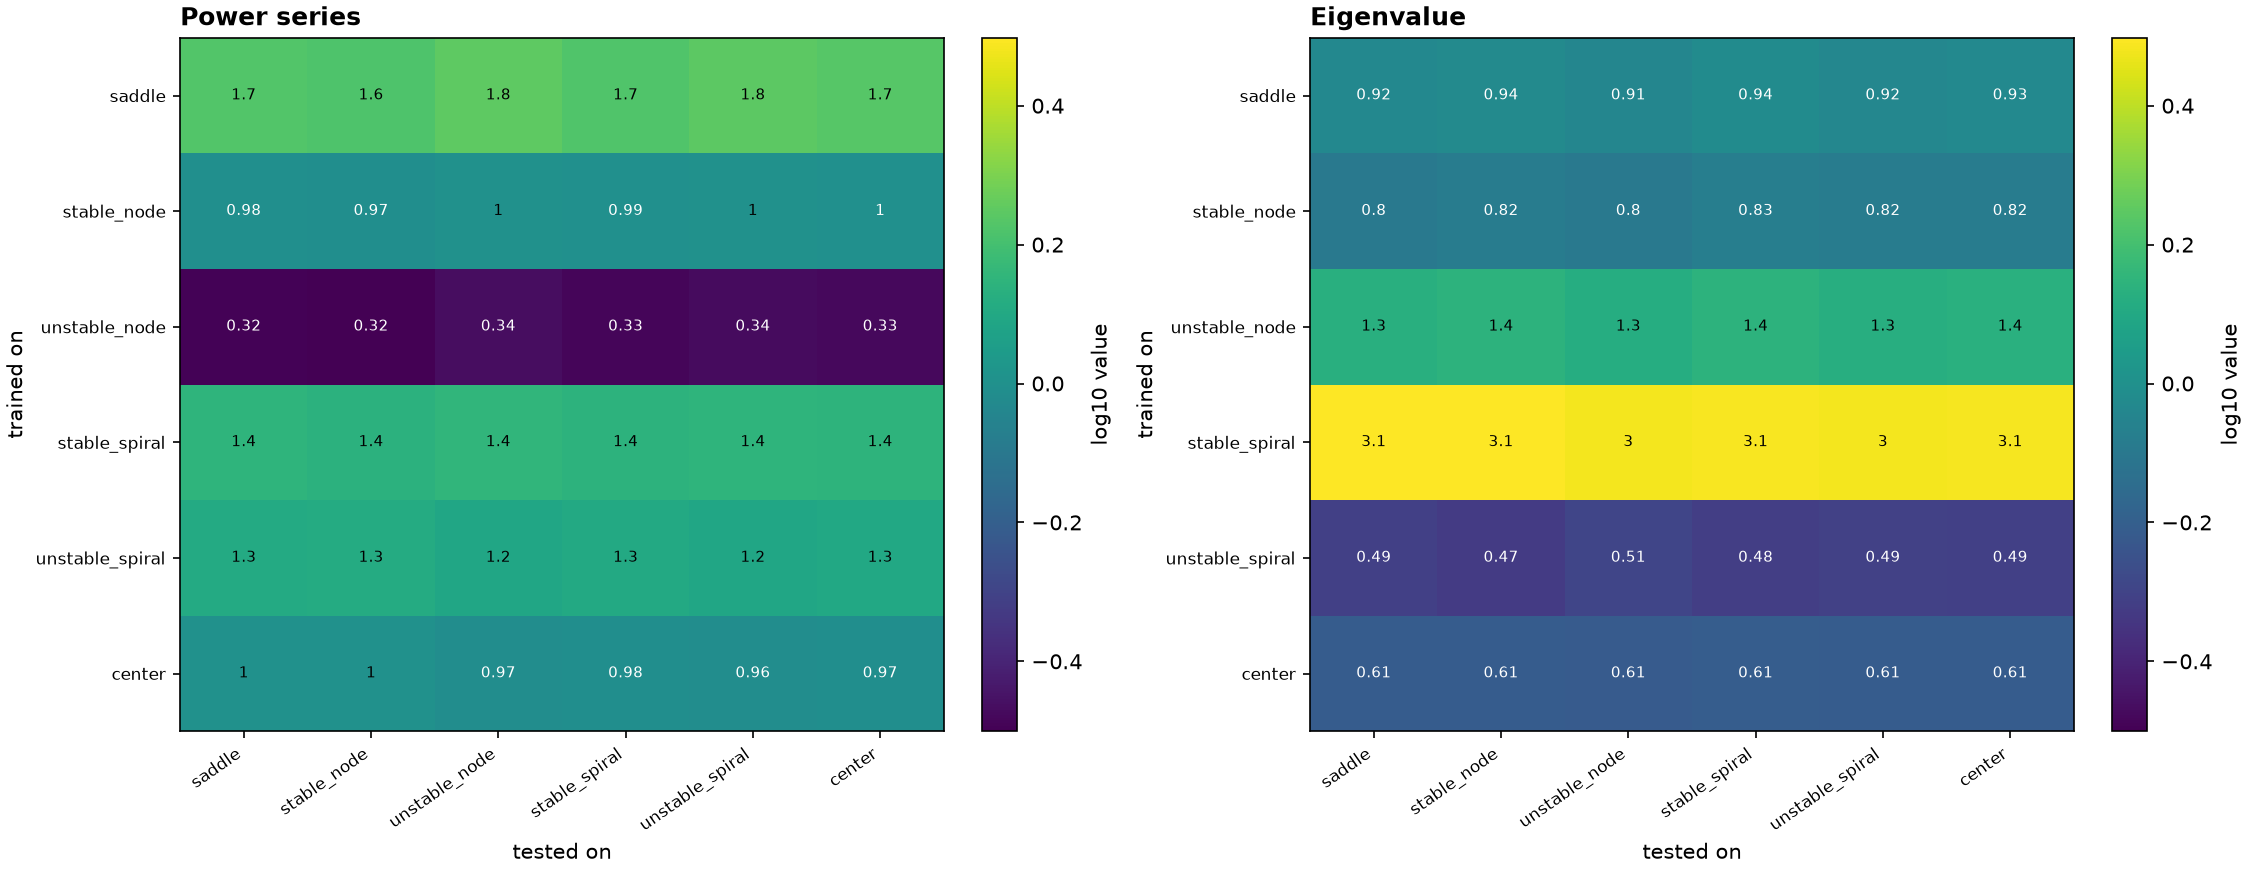 Power series
saddle 1.7 1.6 1.8 1.7 1.8 1.7
stable_node 0.98 0.97 1 0.99 1 1
unstable_node 0.32 0.32 0.34 0.33 0.34 0.33
stable_spiral 1.4 1.4 1.4 1.4 1.4 1.4
unstable_spiral 1.3 1.3 1.2 1.3 1.2 1.3
center 1 1 0.97 0.98 0.96 0.97
saddle stable_node unstable_node stable_spiral unstable_spiral center
tested on
trained on
0.4
0.2
0.0
−0.2
−0.4
log10 value
Eigenvalue
saddle 0.92 0.94 0.91 0.94 0.92 0.93
stable_node 0.8 0.82 0.8 0.83 0.82 0.82
unstable_node 1.3 1.4 1.3 1.4 1.3 1.4
stable_spiral 3.1 3.1 3 3.1 3 3.1
unstable_spiral 0.49 0.47 0.51 0.48 0.49 0.49
center 0.61 0.61 0.61 0.61 0.61 0.61
saddle stable_node unstable_node stable_spiral unstable_spiral center
tested on
trained on
0.4
0.2
0.0
−0.2
−0.4
log10 value